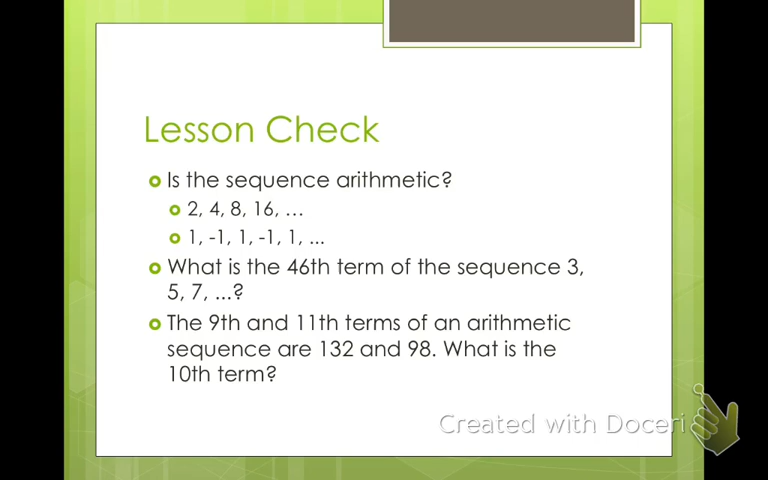 Lesson Check
Is the sequence arithmetic?
2, 4, 8, 16, …
1, -1, 1, -1, 1, ...
What is the 46th term of the sequence 3,
5, 7, ...?
The 9th and 11th terms of an arithmetic
sequence are 132 and 98. What is the
10th term?
Created with Doceri